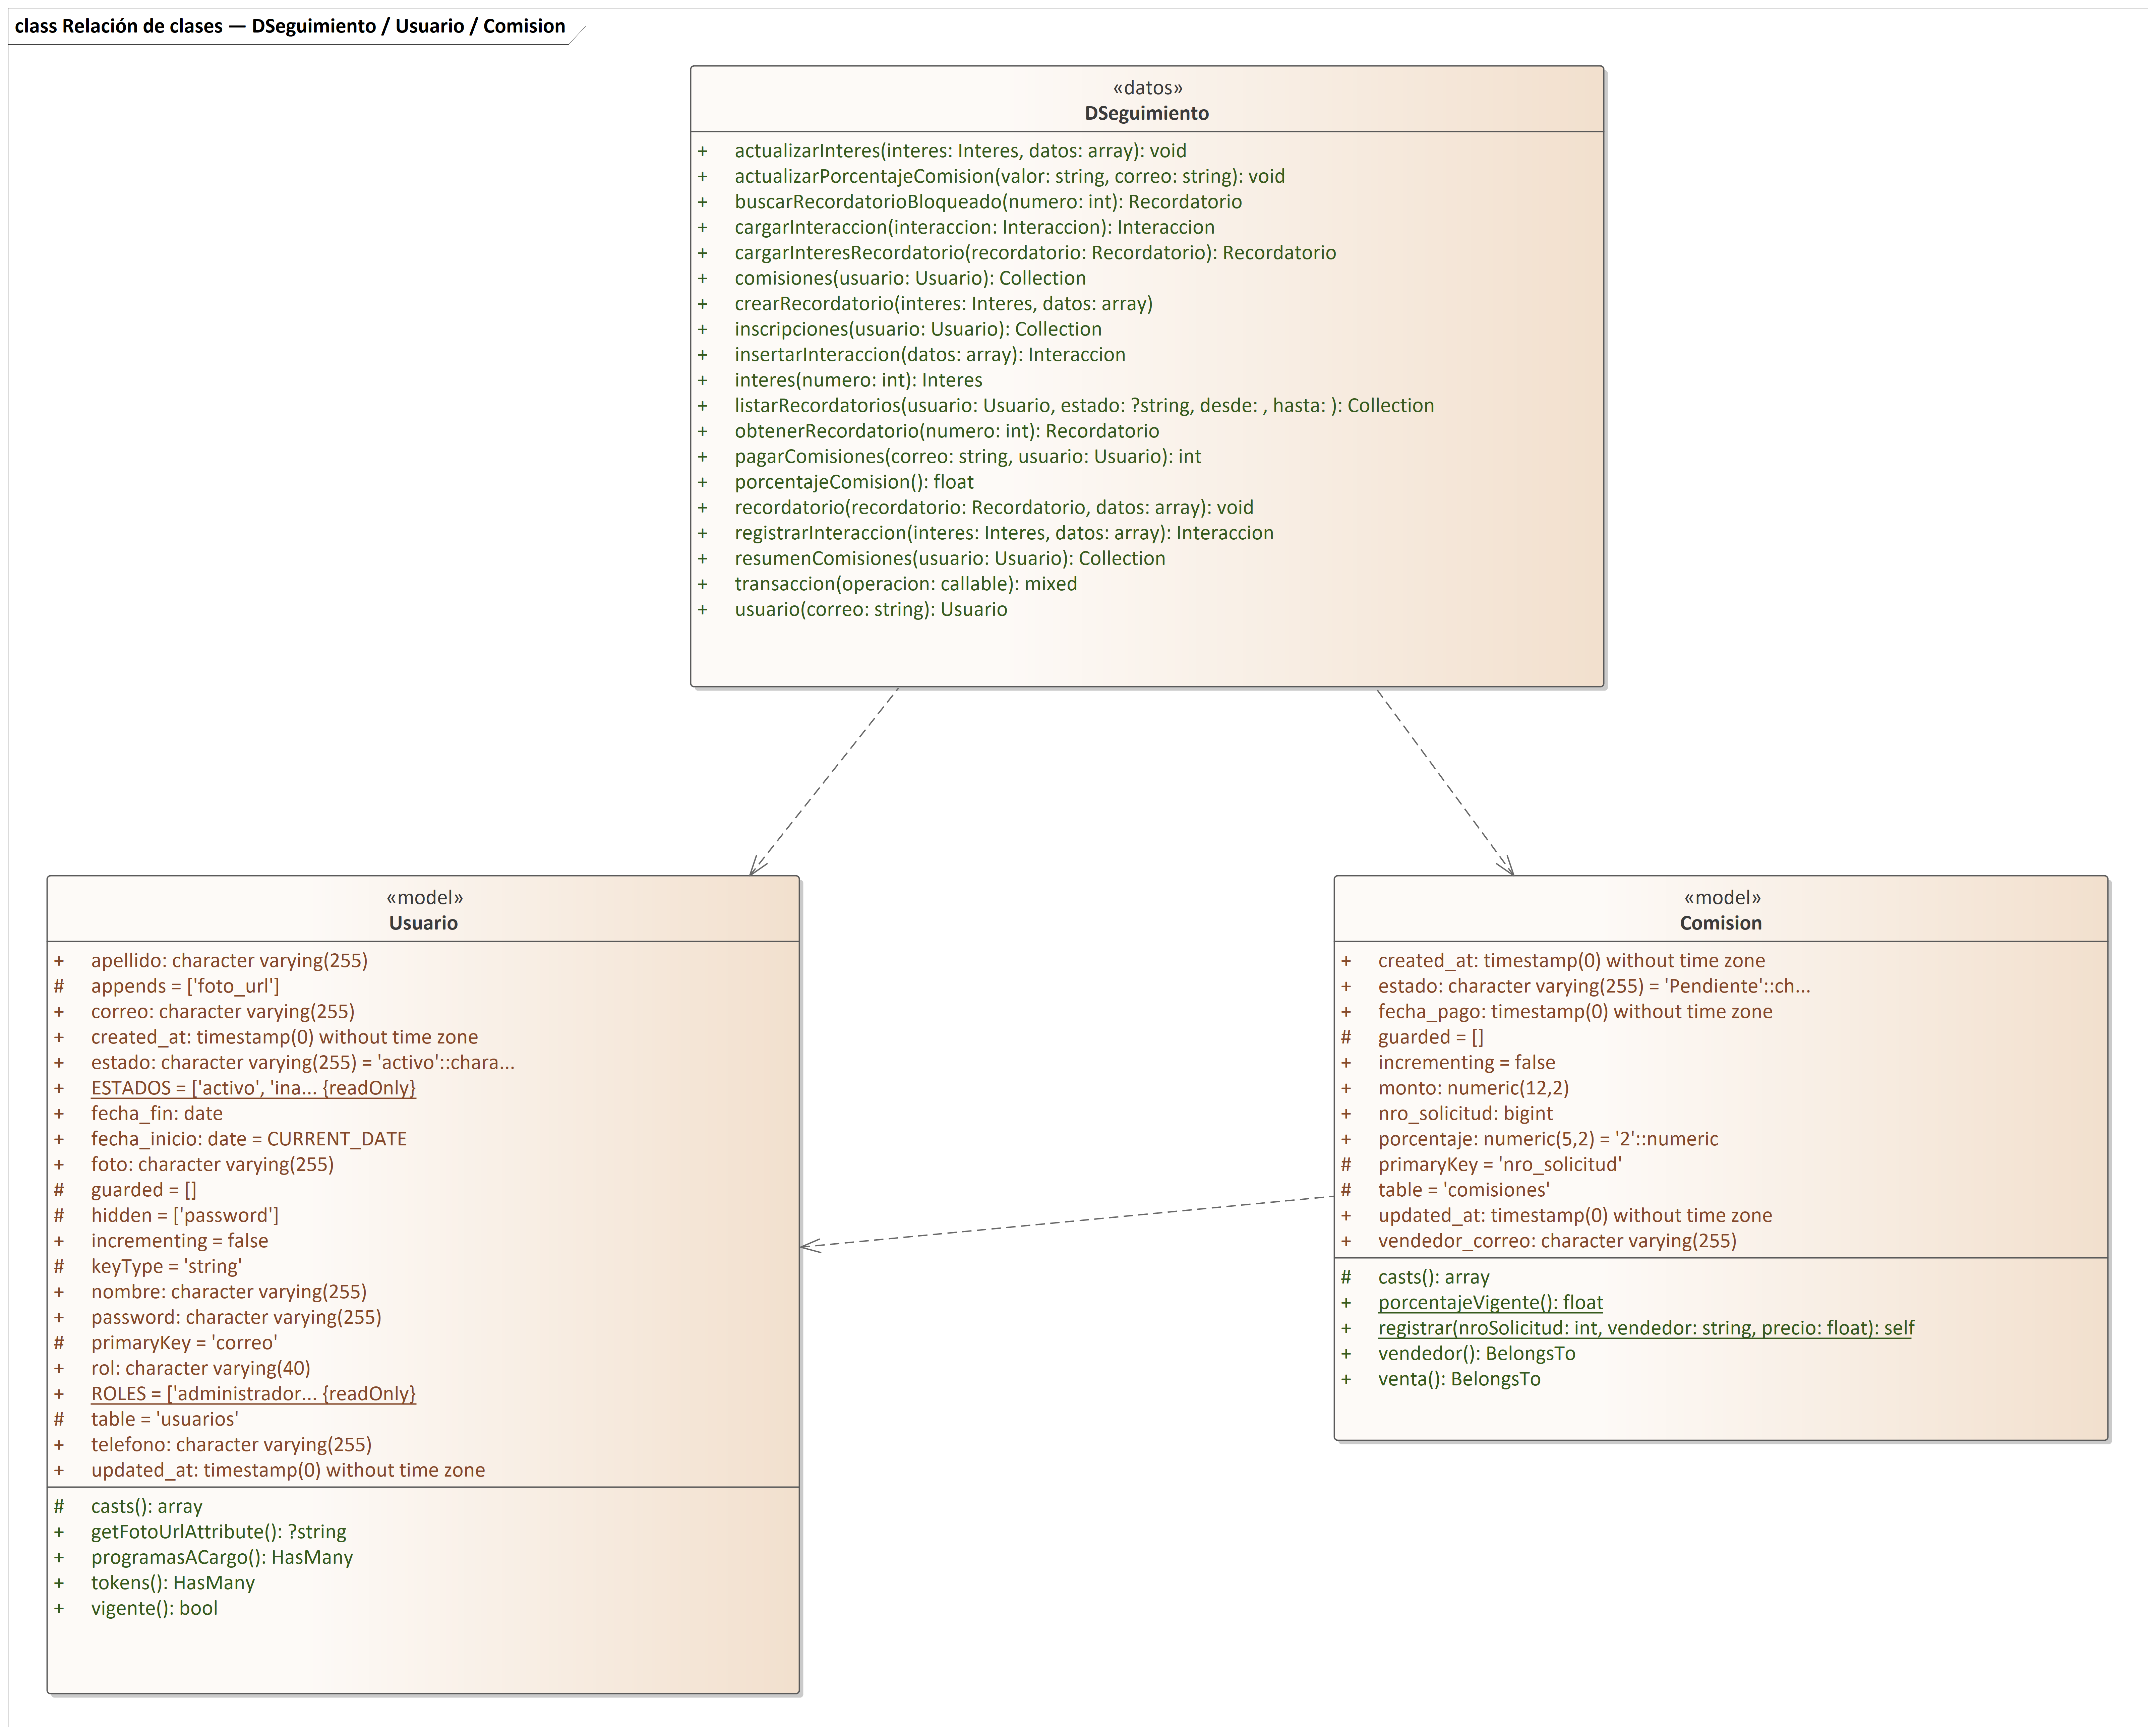 class Relación de clases — DSeguimiento / Usuario / Comision
«datos»
DSeguimiento
+ actualizarInteres(interes: Interes, datos: array): void
+ actualizarPorcentajeComision(valor: string, correo: string): void
+ buscarRecordatorioBloqueado(numero: int): Recordatorio
+ cargarInteraccion(interaccion: Interaccion): Interaccion
+ cargarInteresRecordatorio(recordatorio: Recordatorio): Recordatorio
+ comisiones(usuario: Usuario): Collection
+ crearRecordatorio(interes: Interes, datos: array)
+ inscripciones(usuario: Usuario): Collection
+ insertarInteraccion(datos: array): Interaccion
+ interes(numero: int): Interes
+ listarRecordatorios(usuario: Usuario, estado: ?string, desde: , hasta: ): Collection
+ obtenerRecordatorio(numero: int): Recordatorio
+ pagarComisiones(correo: string, usuario: Usuario): int
+ porcentajeComision(): float
+ recordatorio(recordatorio: Recordatorio, datos: array): void
+ registrarInteraccion(interes: Interes, datos: array): Interaccion
+ resumenComisiones(usuario: Usuario): Collection
+ transaccion(operacion: callable): mixed
+ usuario(correo: string): Usuario
«model»
Usuario
+ apellido: character varying(255)
# appends = ['foto_url']
+ correo: character varying(255)
+ created_at: timestamp(0) without time zone
+ estado: character varying(255) = 'activo'::chara...
+ ESTADOS = ['activo', 'ina... {readOnly}
+ fecha_fin: date
+ fecha_inicio: date = CURRENT_DATE
+ foto: character varying(255)
# guarded = []
# hidden = ['password']
+ incrementing = false
# keyType = 'string'
+ nombre: character varying(255)
+ password: character varying(255)
# primaryKey = 'correo'
+ rol: character varying(40)
+ ROLES = ['administrador... {readOnly}
# table = 'usuarios'
+ telefono: character varying(255)
+ updated_at: timestamp(0) without time zone
# casts(): array
+ getFotoUrlAttribute(): ?string
+ programasACargo(): HasMany
+ tokens(): HasMany
+ vigente(): bool
«model»
Comision
+ created_at: timestamp(0) without time zone
+ estado: character varying(255) = 'Pendiente'::ch...
+ fecha_pago: timestamp(0) without time zone
# guarded = []
+ incrementing = false
+ monto: numeric(12,2)
+ nro_solicitud: bigint
+ porcentaje: numeric(5,2) = '2'::numeric
# primaryKey = 'nro_solicitud'
# table = 'comisiones'
+ updated_at: timestamp(0) without time zone
+ vendedor_correo: character varying(255)
# casts(): array
+ porcentajeVigente(): float
+ registrar(nroSolicitud: int, vendedor: string, precio: float): self
+ vendedor(): BelongsTo
+ venta(): BelongsTo